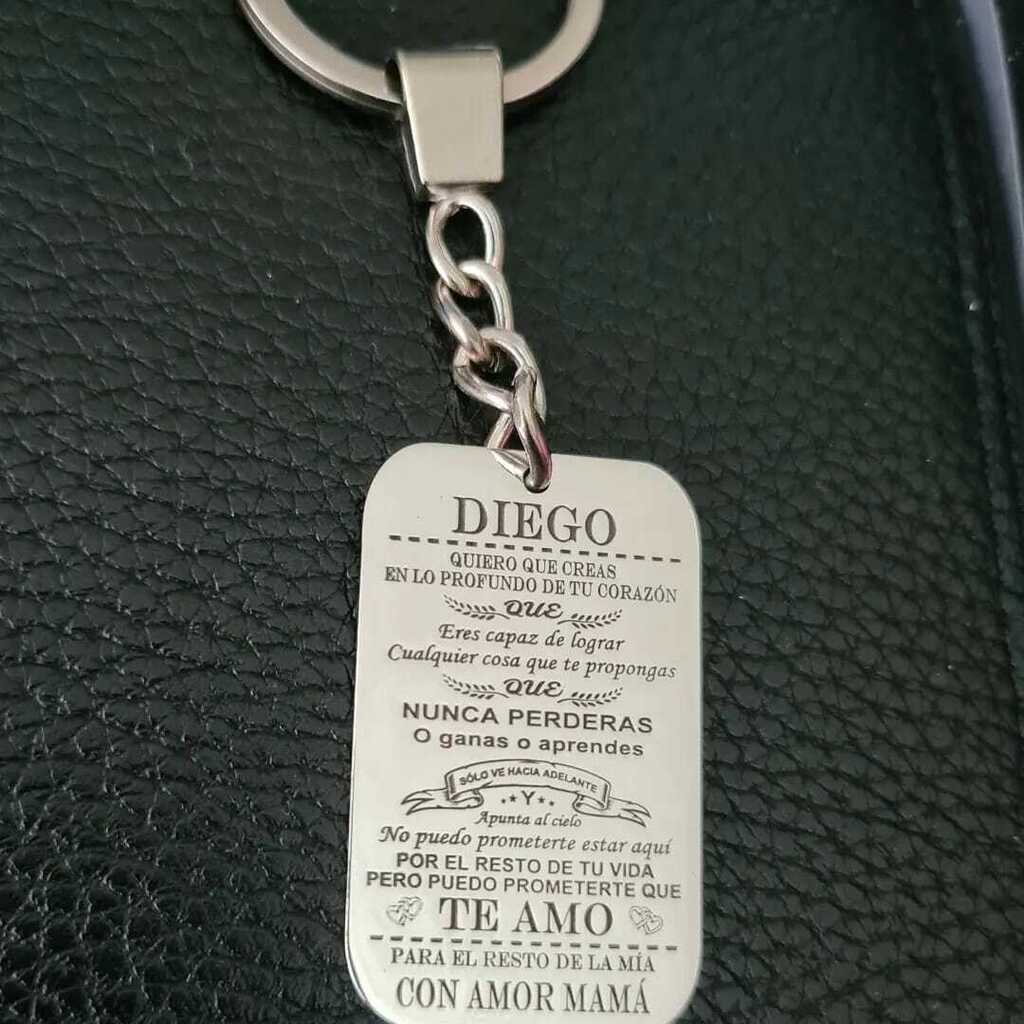 DIEGO
QUIERO QUE CREAS
EN LO PROFUNDO DE TU CORAZÓN
QUE
Eres capaz de lograr
Cualquier cosa que te propongas
QUE
NUNCA PERDERAS
O ganas o aprendes
SÓLO VE HACIA ADELANTE
Y
Apunta al cielo
No puedo prometerte estar aquí
POR EL RESTO DE TU VIDA
PERO PUEDO PROMETERTE QUE
TE AMO
PARA EL RESTO DE LA MÍA
CON AMOR MAMÁ